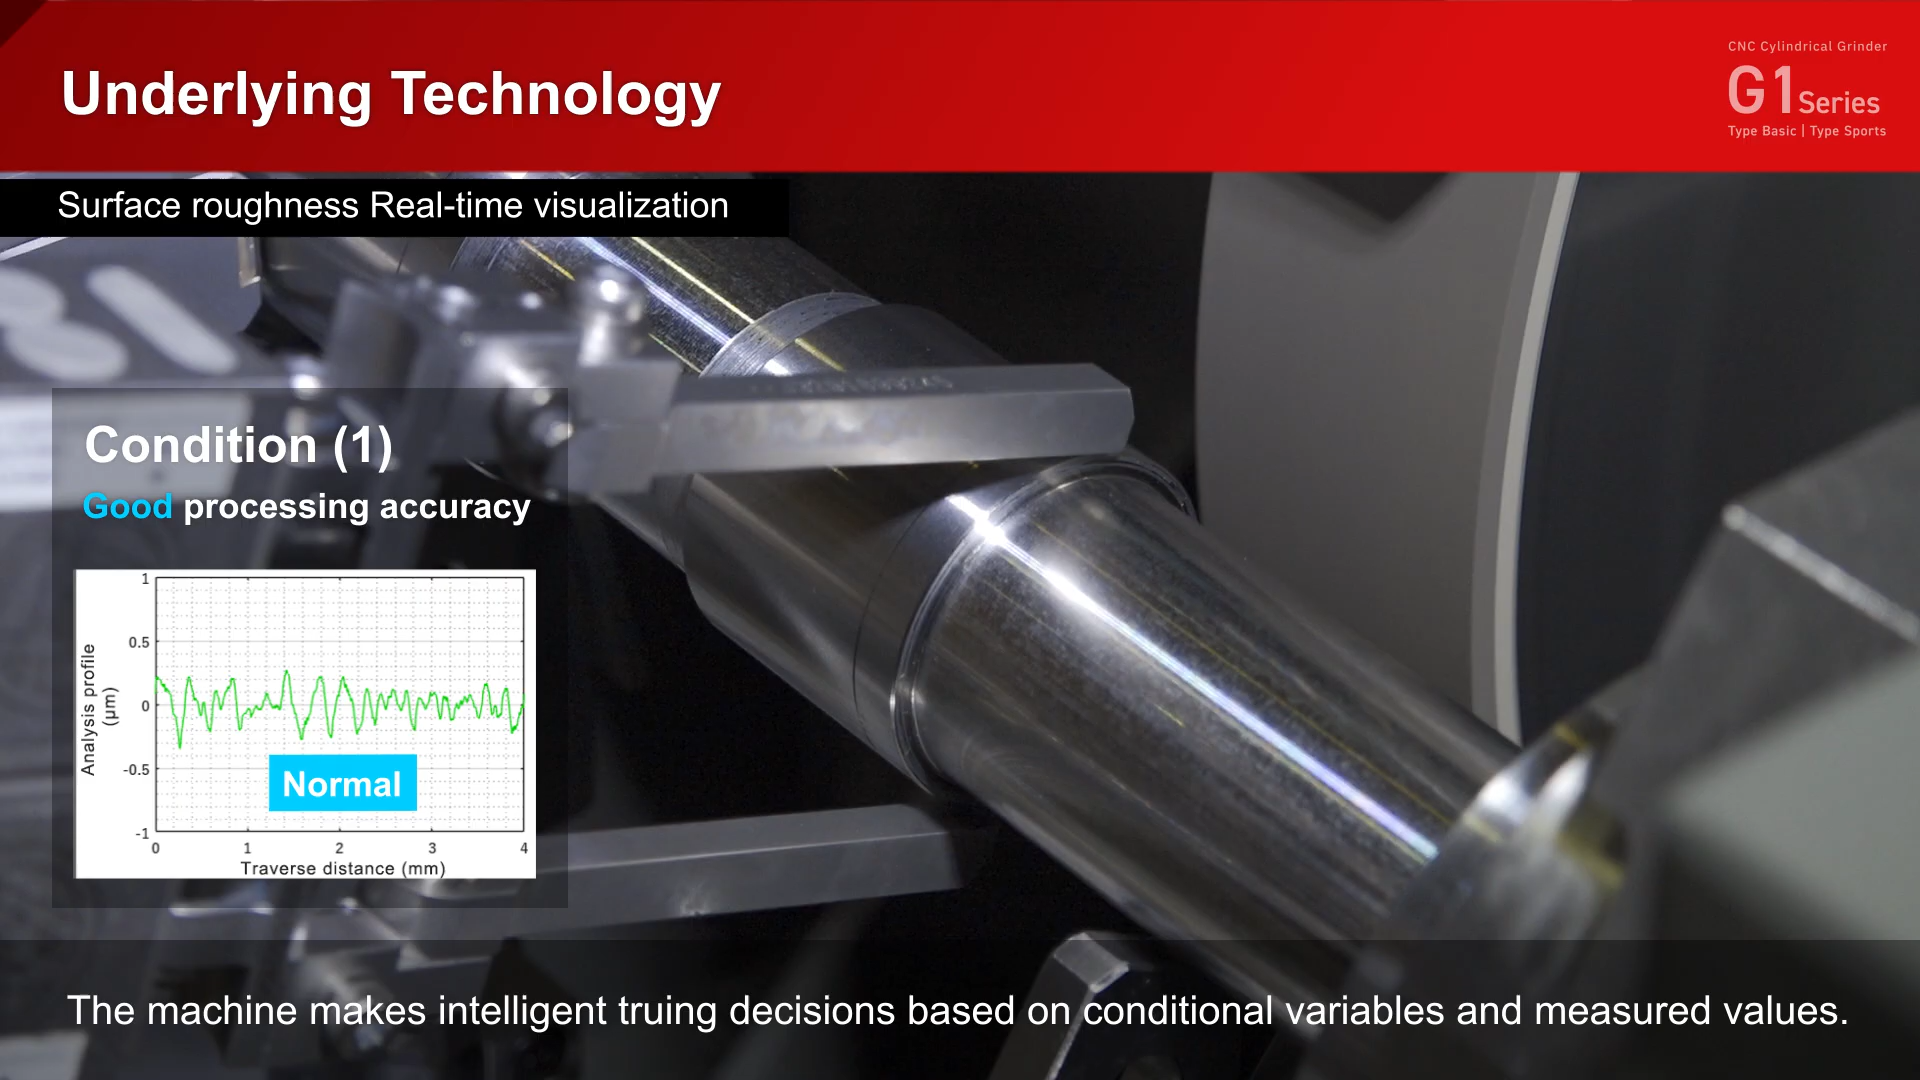 Underlying Technology
CNC Cylindrical Grinder
G1 Series
Type Basic | Type Sports
Surface roughness Real-time visualization
Condition (1)
Good processing accuracy
1
0.5
0
-0.5
-1
Analysis profile
(μm)
Normal
0 1 2 3 4
Traverse distance (mm)
The machine makes intelligent truing decisions based on conditional variables and measured values.